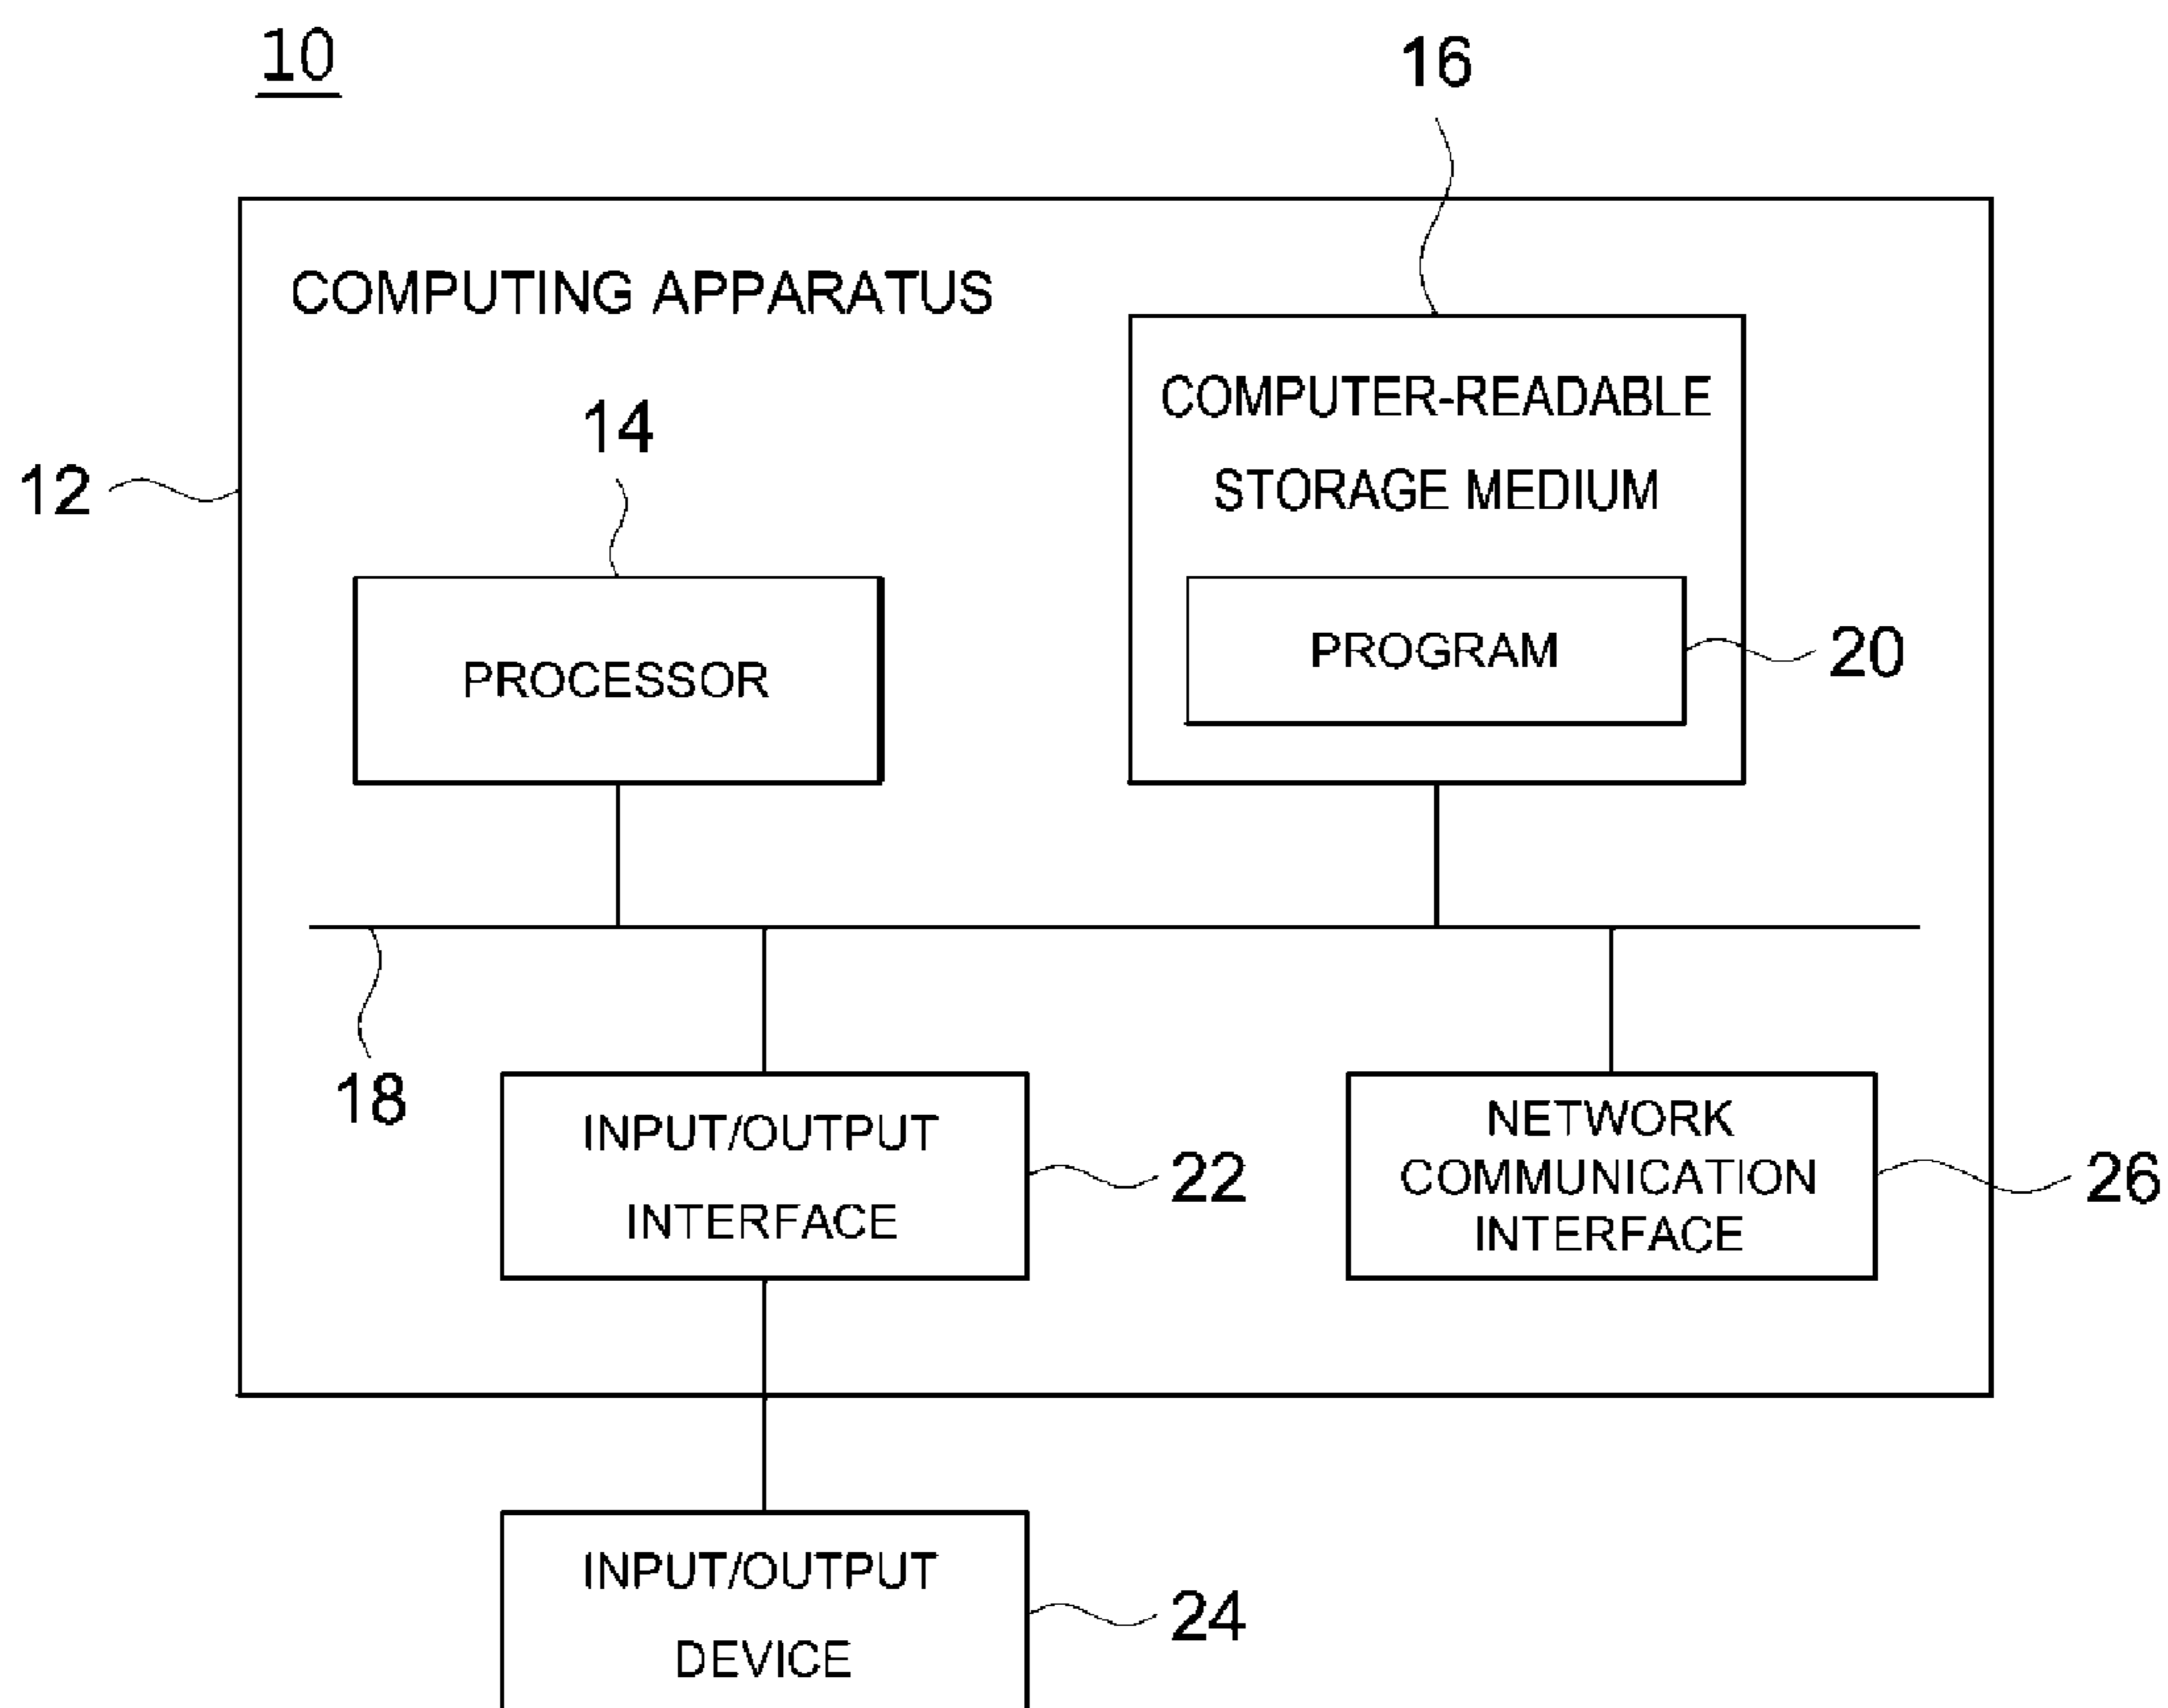 10
16
COMPUTING APPARATUS
COMPUTER-READABLE
STORAGE MEDIUM
14
12
PROCESSOR
PROGRAM
20
18
INPUT/OUTPUT
INTERFACE
22
NETWORK
COMMUNICATION
INTERFACE
26
INPUT/OUTPUT
DEVICE
24